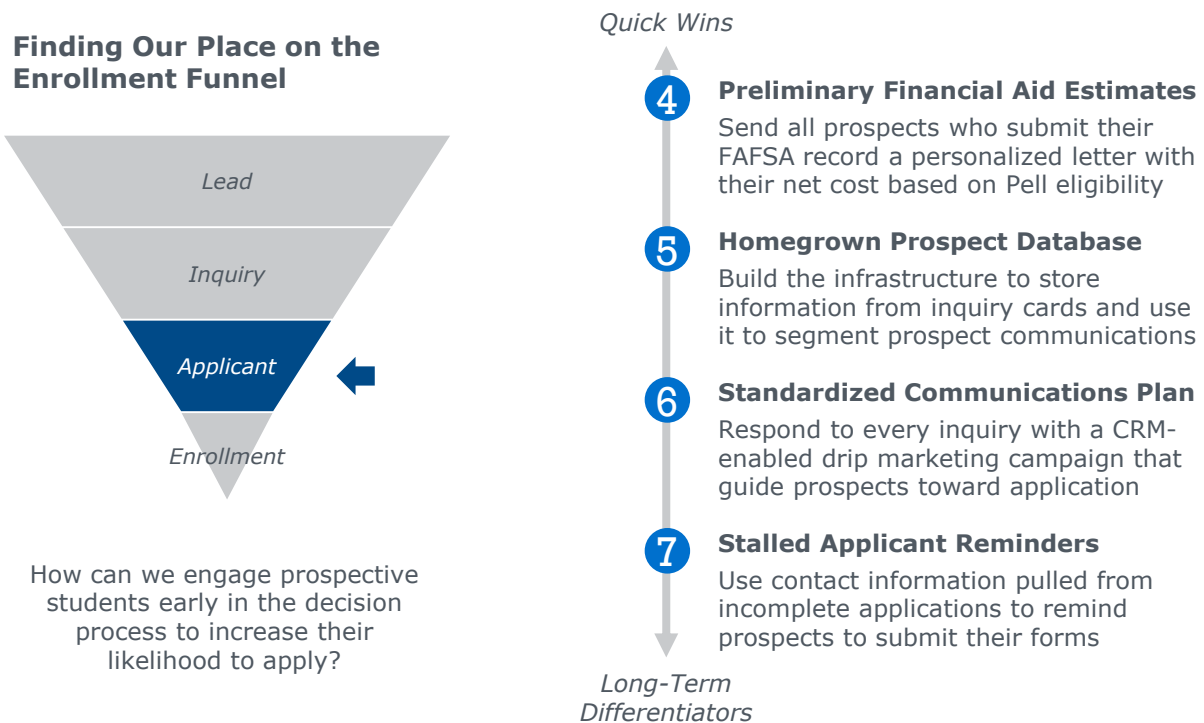 Finding Our Place on the
Enrollment Funnel
Lead
Inquiry
Applicant
Enrollment
How can we engage prospective
students early in the decision
process to increase their
likelihood to apply?
Quick Wins
4
Preliminary Financial Aid Estimates
Send all prospects who submit their
FAFSA record a personalized letter with
their net cost based on Pell eligibility
5
Homegrown Prospect Database
Build the infrastructure to store
information from inquiry cards and use
it to segment prospect communications
6
Standardized Communications Plan
Respond to every inquiry with a CRM-
enabled drip marketing campaign that
guide prospects toward application
7
Stalled Applicant Reminders
Use contact information pulled from
incomplete applications to remind
prospects to submit their forms
Long-Term
Differentiators